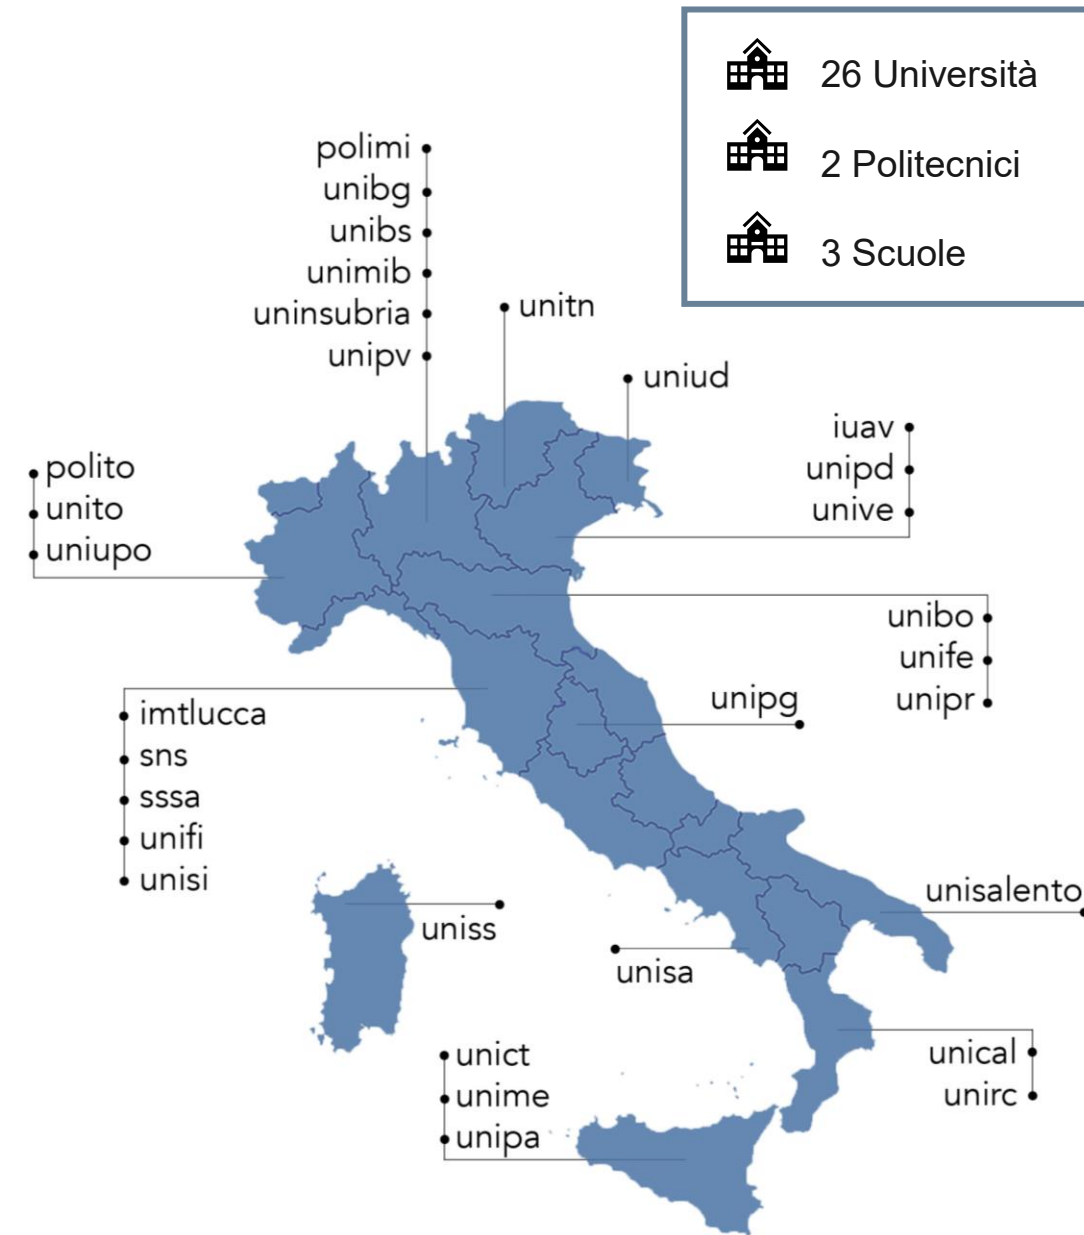 26 Università
2 Politecnici
3 Scuole
polimi
unibg
unibs
unimib
uninsubria
unipv
unitn
uniud
iuav
unipd
unive
polito
unito
uniupo
unibo
unife
unipr
unipg
imtlucca
sns
sssa
unifi
unisi
uniss
unisalento
unisa
unical
unirc
unict
unime
unipa